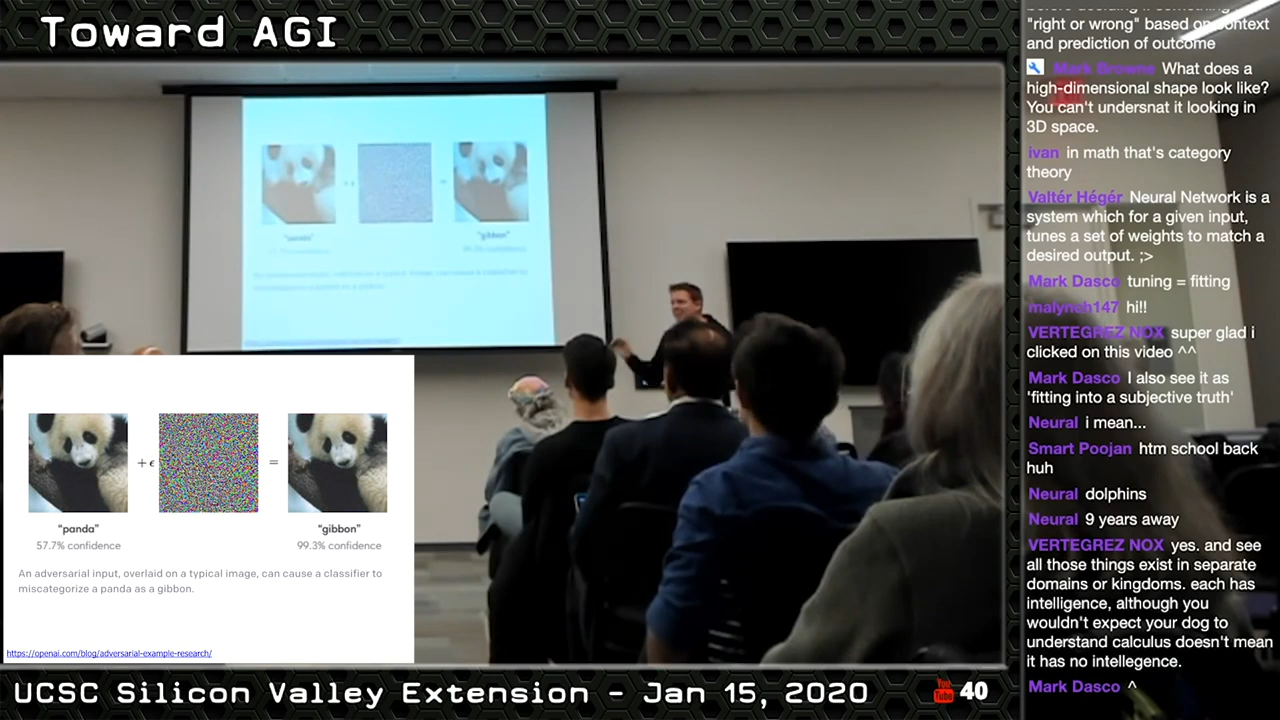 Toward AGI
"right or wrong" based on context
and prediction of outcome
Mark Browne What does a
high-dimensional shape look like?
You can't undersnat it looking in
3D space.
ivan in math that's category
theory
Valtér Hégér Neural Network is a
system which for a given input,
tunes a set of weights to match a
desired output. ;>
Mark Dasco tuning = fitting
malynch147 hi!!
VERTEGREZ NOX super glad i
clicked on this video ^^
Mark Dasco I also see it as
'fitting into a subjective truth'
Neural i mean...
Smart Poojan htm school back
huh
Neural dolphins
Neural 9 years away
VERTEGREZ NOX yes. and see
all those things exist in separate
domains or kingdoms. each has
intelligence, although you
wouldn't expect your dog to
understand calculus doesn't mean
it has no intellegence.
Mark Dasco ^
"gibbon"
+ ϵ =
"panda" "gibbon"
57.7% confidence 99.3% confidence
An adversarial input, overlaid on a typical image, can cause a classifier to
miscategorize a panda as a gibbon.
https://openai.com/blog/adversarial-example-research/
UCSC Silicon Valley Extension - Jan 15, 2020 You Tube 40